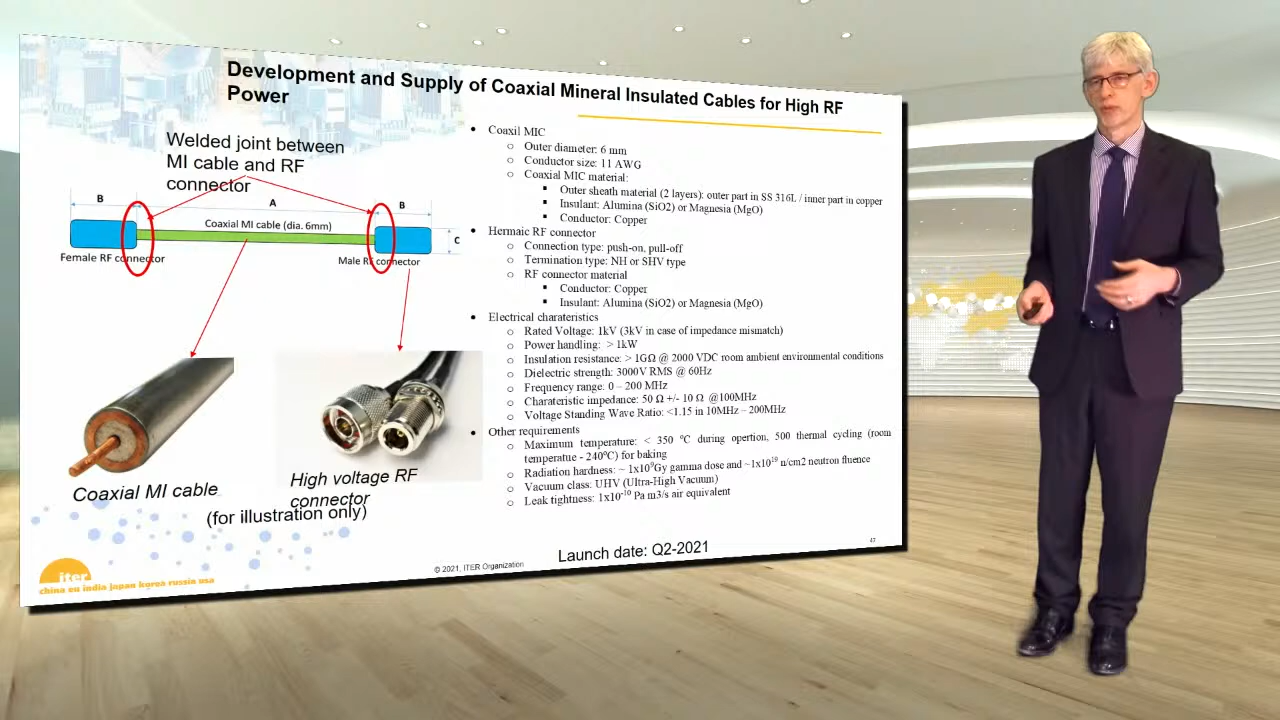 Development and Supply of Coaxial Mineral Insulated Cables for High RF
Power
Welded joint between
MI cable and RF
connector
B
A
B
Coaxial MI cable (dia. 6mm)
C
Female RF connector
Male RF connector
Coaxial MI cable
High voltage RF
connector
(for illustration only)
• Coaxil MIC
o Outer diameter: 6 mm
o Conductor size: 11 AWG
o Coaxial MIC material:
▪ Outer sheath material (2 layers): outer part in SS 316L / inner part in copper
▪ Insulant: Alumina (SiO2) or Magnesia (MgO)
▪ Conductor: Copper
• Hermaic RF connector
o Connection type: push-on, pull-off
o Termination type: NH or SHV type
o RF connector material
▪ Conductor: Copper
▪ Insulant: Alumina (SiO2) or Magnesia (MgO)
• Electrical charateristics
o Rated Voltage: 1kV (3kV in case of impedance mismatch)
o Power handling: > 1kW
o Insulation resistance: > 1GΩ @ 2000 VDC room ambient environmental conditions
o Dielectric strength: 3000V RMS @ 60Hz
o Frequency range: 0 – 200 MHz
o Charateristic impedance: 50 Ω +/- 10 Ω @100MHz
o Voltage Standing Wave Ratio: <1.15 in 10MHz – 200MHz
• Other requirements
o Maximum temperature: < 350 °C during opertion, 500 thermal cycling (room
temperatue - 240°C) for baking
o Radiation hardness: ~ 1x10⁹Gy gamma dose and ~1x10¹⁹ n/cm2 neutron fluence
o Vacuum class: UHV (Ultra-High Vacuum)
o Leak tightness: 1x10⁻¹⁰ Pa m3/s air equivalent
Launch date: Q2-2021
47
© 2021, ITER Organization
iter
china eu india japan korea russia usa